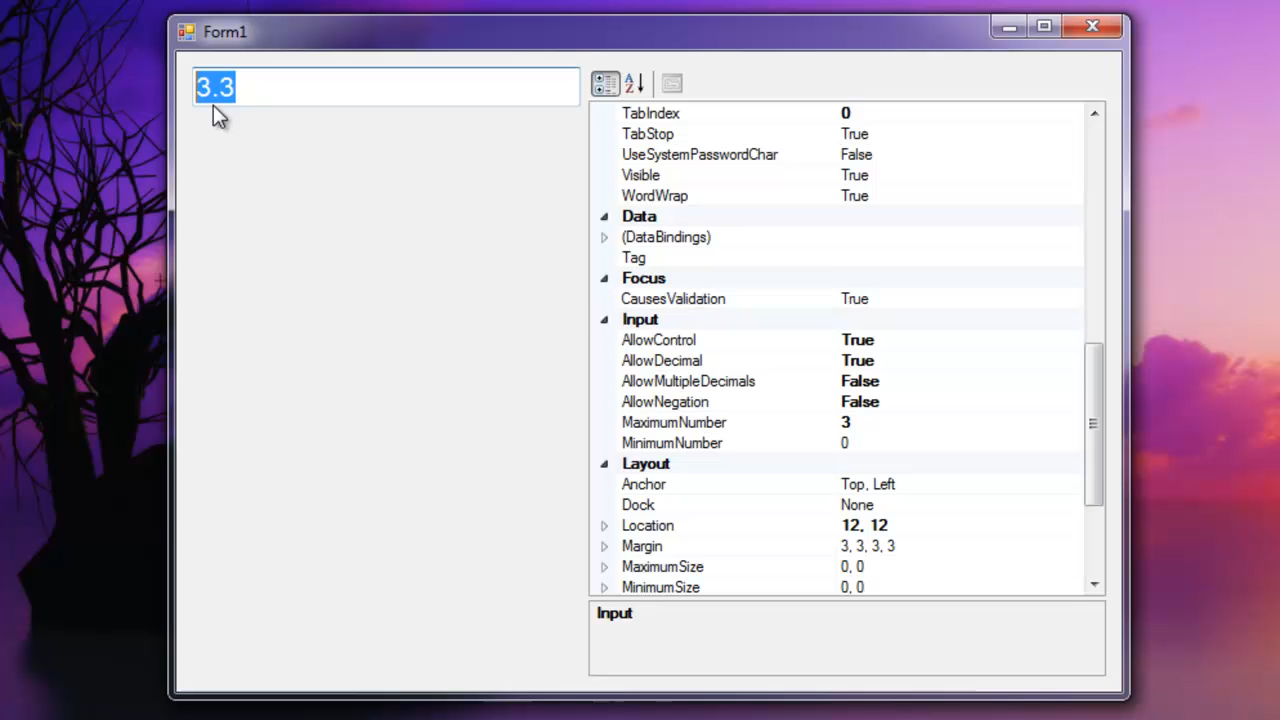 Form1
3.3
TabIndex 0
TabStop True
UseSystemPasswordChar False
Visible True
WordWrap True
Data
(DataBindings)
Tag
Focus
CausesValidation True
Input
AllowControl True
AllowDecimal True
AllowMultipleDecimals False
AllowNegation False
MaximumNumber 3
MinimumNumber 0
Layout
Anchor Top, Left
Dock None
Location 12, 12
Margin 3, 3, 3, 3
MaximumSize 0, 0
MinimumSize 0, 0
Input